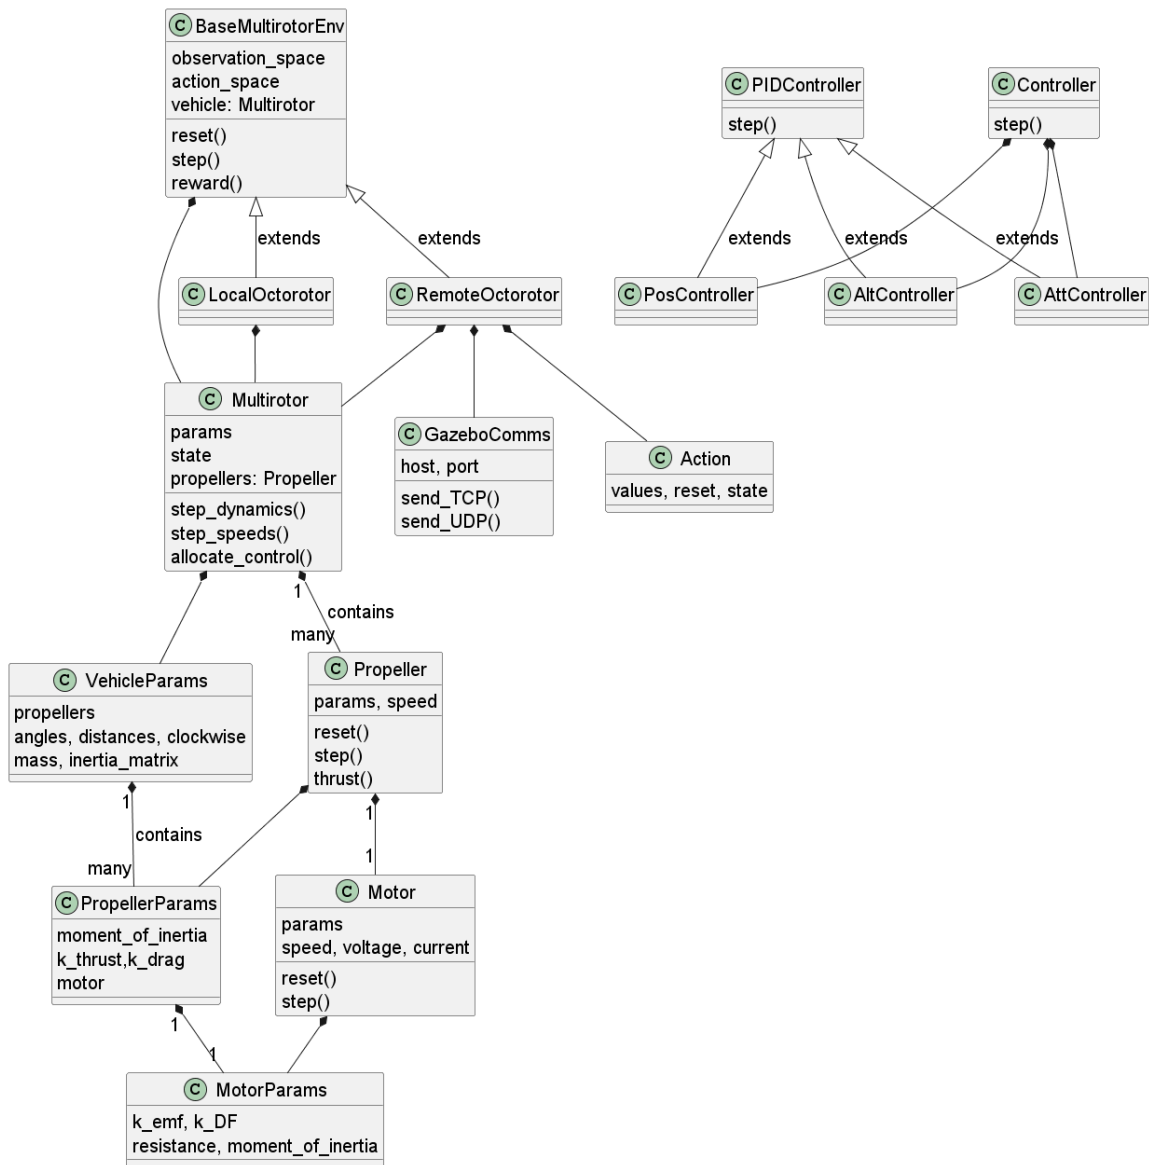 C BaseMultirotorEnv
observation_space
action_space
vehicle: Multirotor
reset()
step()
reward()
C PIDController
step()
C Controller
step()
extends
extends
extends
extends
extends
C LocalOctorotor
C RemoteOctorotor
C PosController
C AltController
C AttController
C Multirotor
params
state
propellers: Propeller
step_dynamics()
step_speeds()
allocate_control()
C GazeboComms
host, port
send_TCP()
send_UDP()
C Action
values, reset, state
1
contains
many
C VehicleParams
propellers
angles, distances, clockwise
mass, inertia_matrix
C Propeller
params, speed
reset()
step()
thrust()
1
contains
many
1
1
C PropellerParams
moment_of_inertia
k_thrust,k_drag
motor
C Motor
params
speed, voltage, current
reset()
step()
1
1
C MotorParams
k_emf, k_DF
resistance, moment_of_inertia